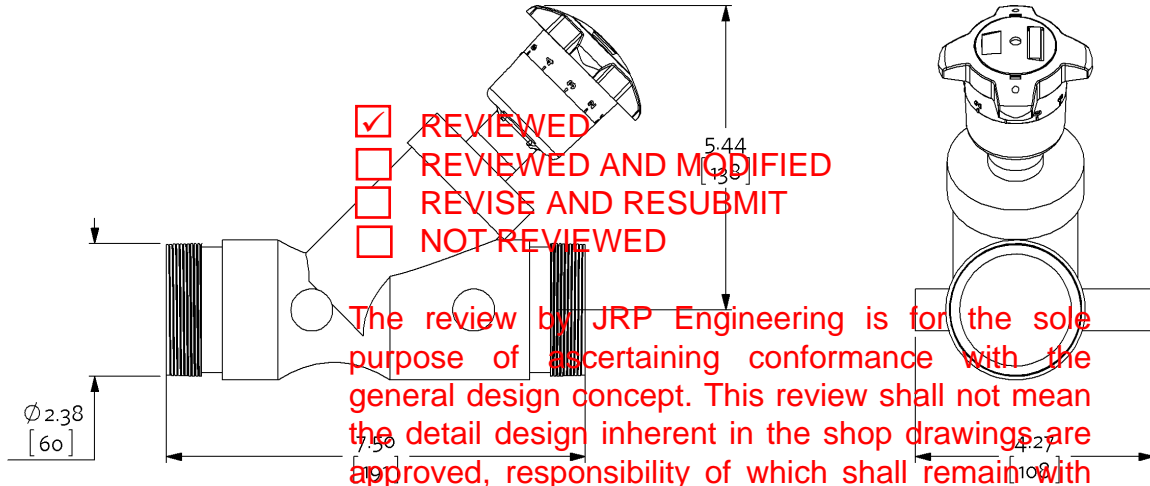 REVIEWED
REVIEWED AND MODIFIED
REVISE AND RESUBMIT
NOT REVIEWED
5.44
[138]
The review by JRP Engineering is for the sole
purpose of ascertaining conformance with the
general design concept. This review shall not mean
the detail design inherent in the shop drawings are
approved, responsibility of which shall remain with
Ø2.38
[60]
7.50
[191]
4.27
[108]